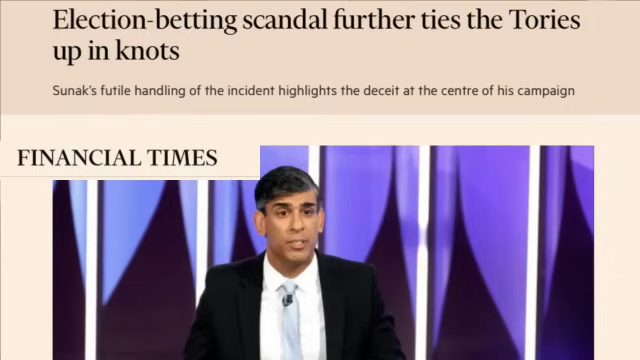 Election-betting scandal further ties the Tories
up in knots
Sunak's futile handling of the incident highlights the deceit at the centre of his campaign
FINANCIAL TIMES